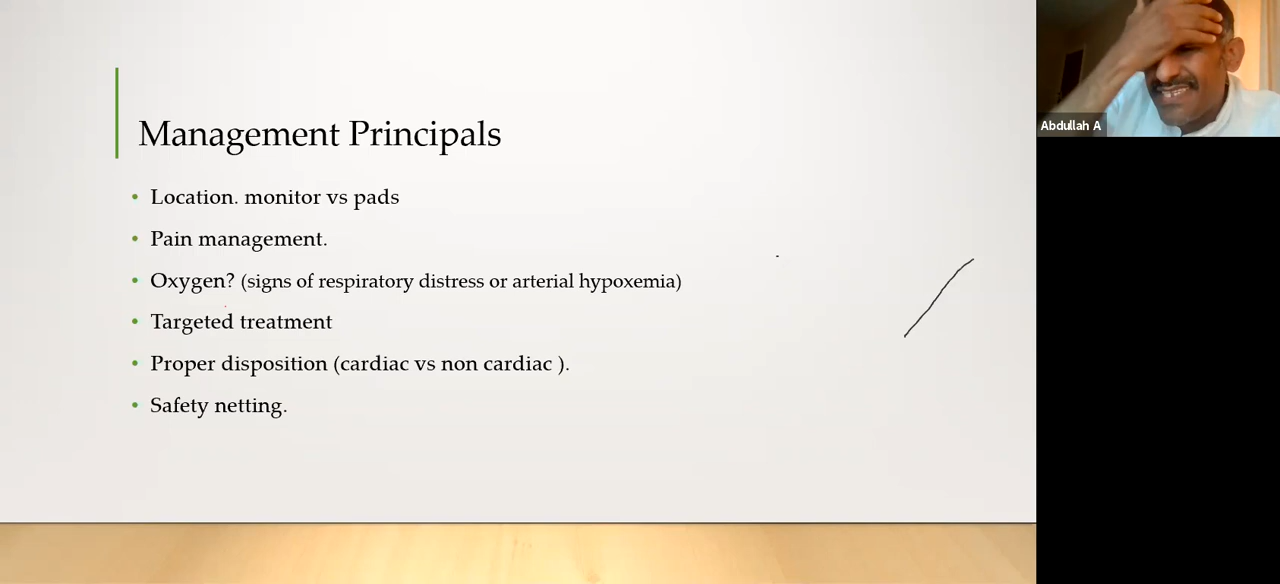 Management Principals
Location. monitor vs pads
Pain management.
Oxygen? (signs of respiratory distress or arterial hypoxemia)
Targeted treatment
Proper disposition (cardiac vs non cardiac ).
Safety netting.
Abdullah A